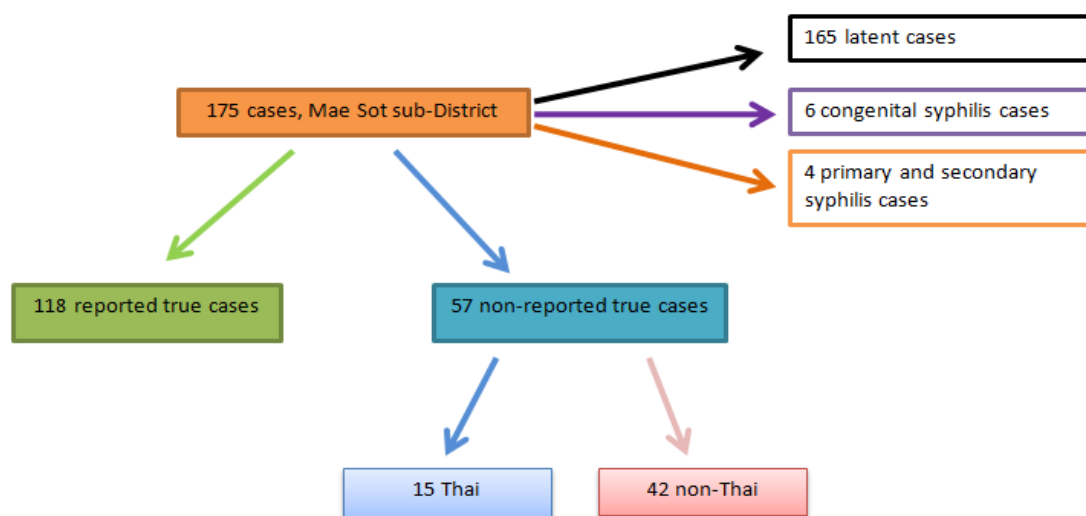 165 latent cases
175 cases, Mae Sot sub-District
6 congenital syphilis cases
4 primary and secondary
syphilis cases
118 reported true cases
57 non-reported true cases
15 Thai
42 non-Thai